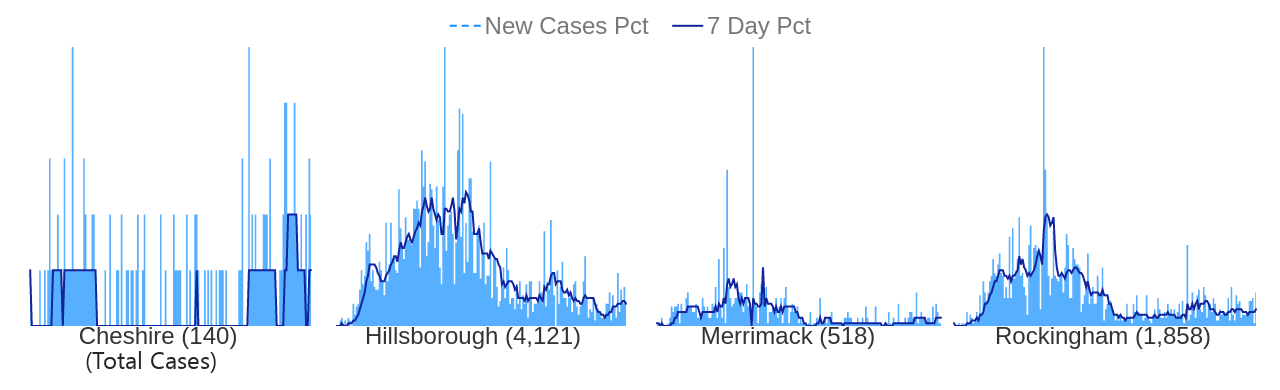 New Cases Pct 7 Day Pct
Cheshire (140) Hillsborough (4,121) Merrimack (518) Rockingham (1,858)
(Total Cases)